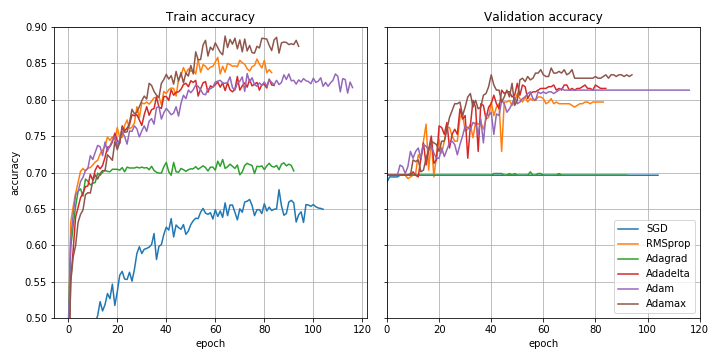 Train accuracy
Validation accuracy
0.90
0.85
0.80
0.75
0.70
0.65
0.60
0.55
0.50
accuracy
0
20
40
60
80
100
120
epoch
0
20
40
60
80
100
120
epoch
SGD
RMSprop
Adagrad
Adadelta
Adam
Adamax